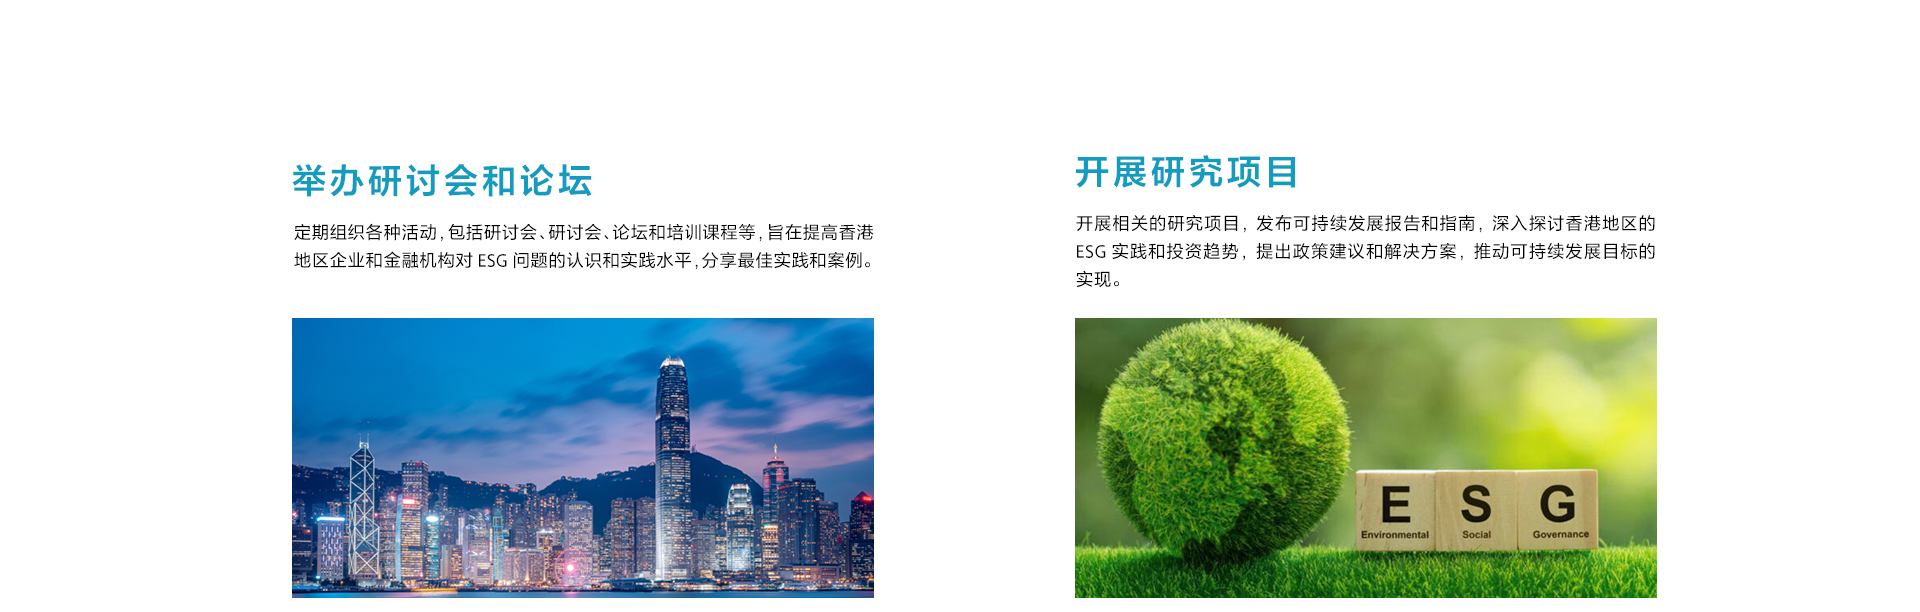 举办研讨会和论坛
定期组织各种活动,包括研讨会、研讨会、论坛和培训课程等,旨在提高香港
地区企业和金融机构对 ESG 问题的认识和实践水平,分享最佳实践和案例。
开展研究项目
开展相关的研究项目, 发布可持续发展报告和指南, 深入探讨香港地区的
ESG 实践和投资趋势, 提出政策建议和解决方案, 推动可持续发展目标的
实现。
E S G
Environmental Social Governance